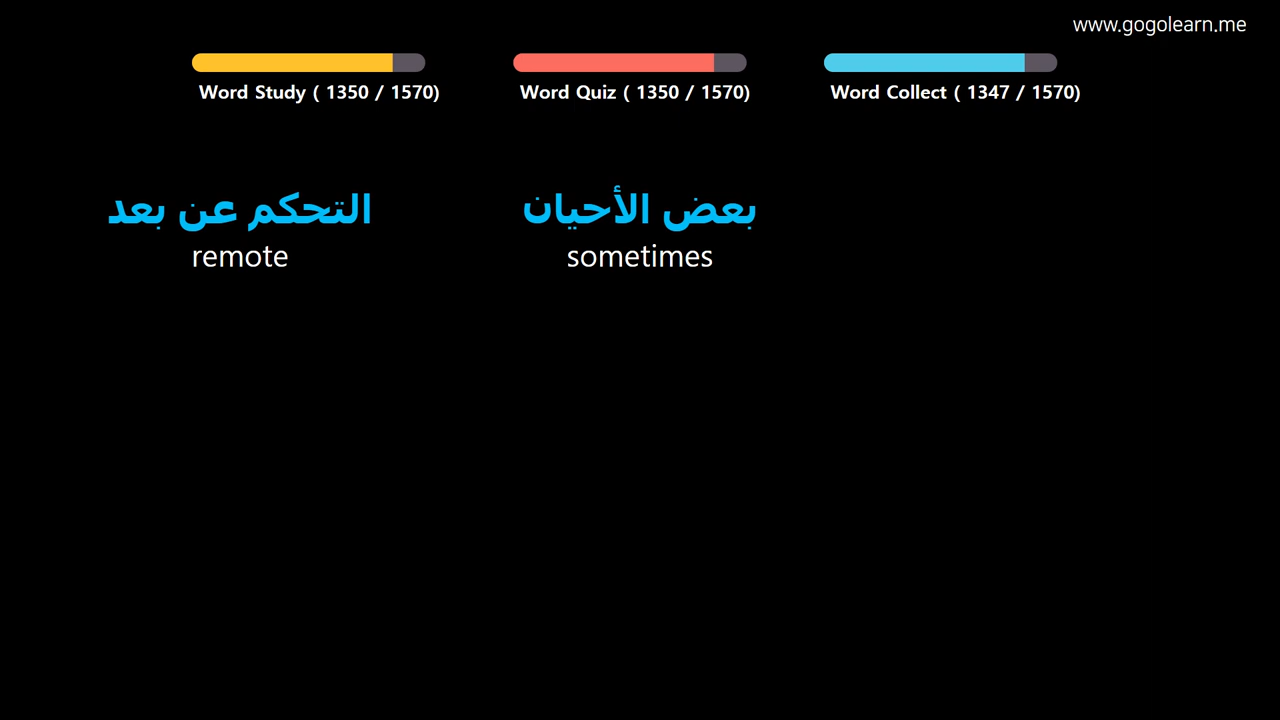 www.gogolearn.me
Word Study ( 1350 / 1570)
Word Quiz ( 1350 / 1570)
Word Collect ( 1347 / 1570)
التحكم عن بعد
remote
بعض الأحيان
sometimes